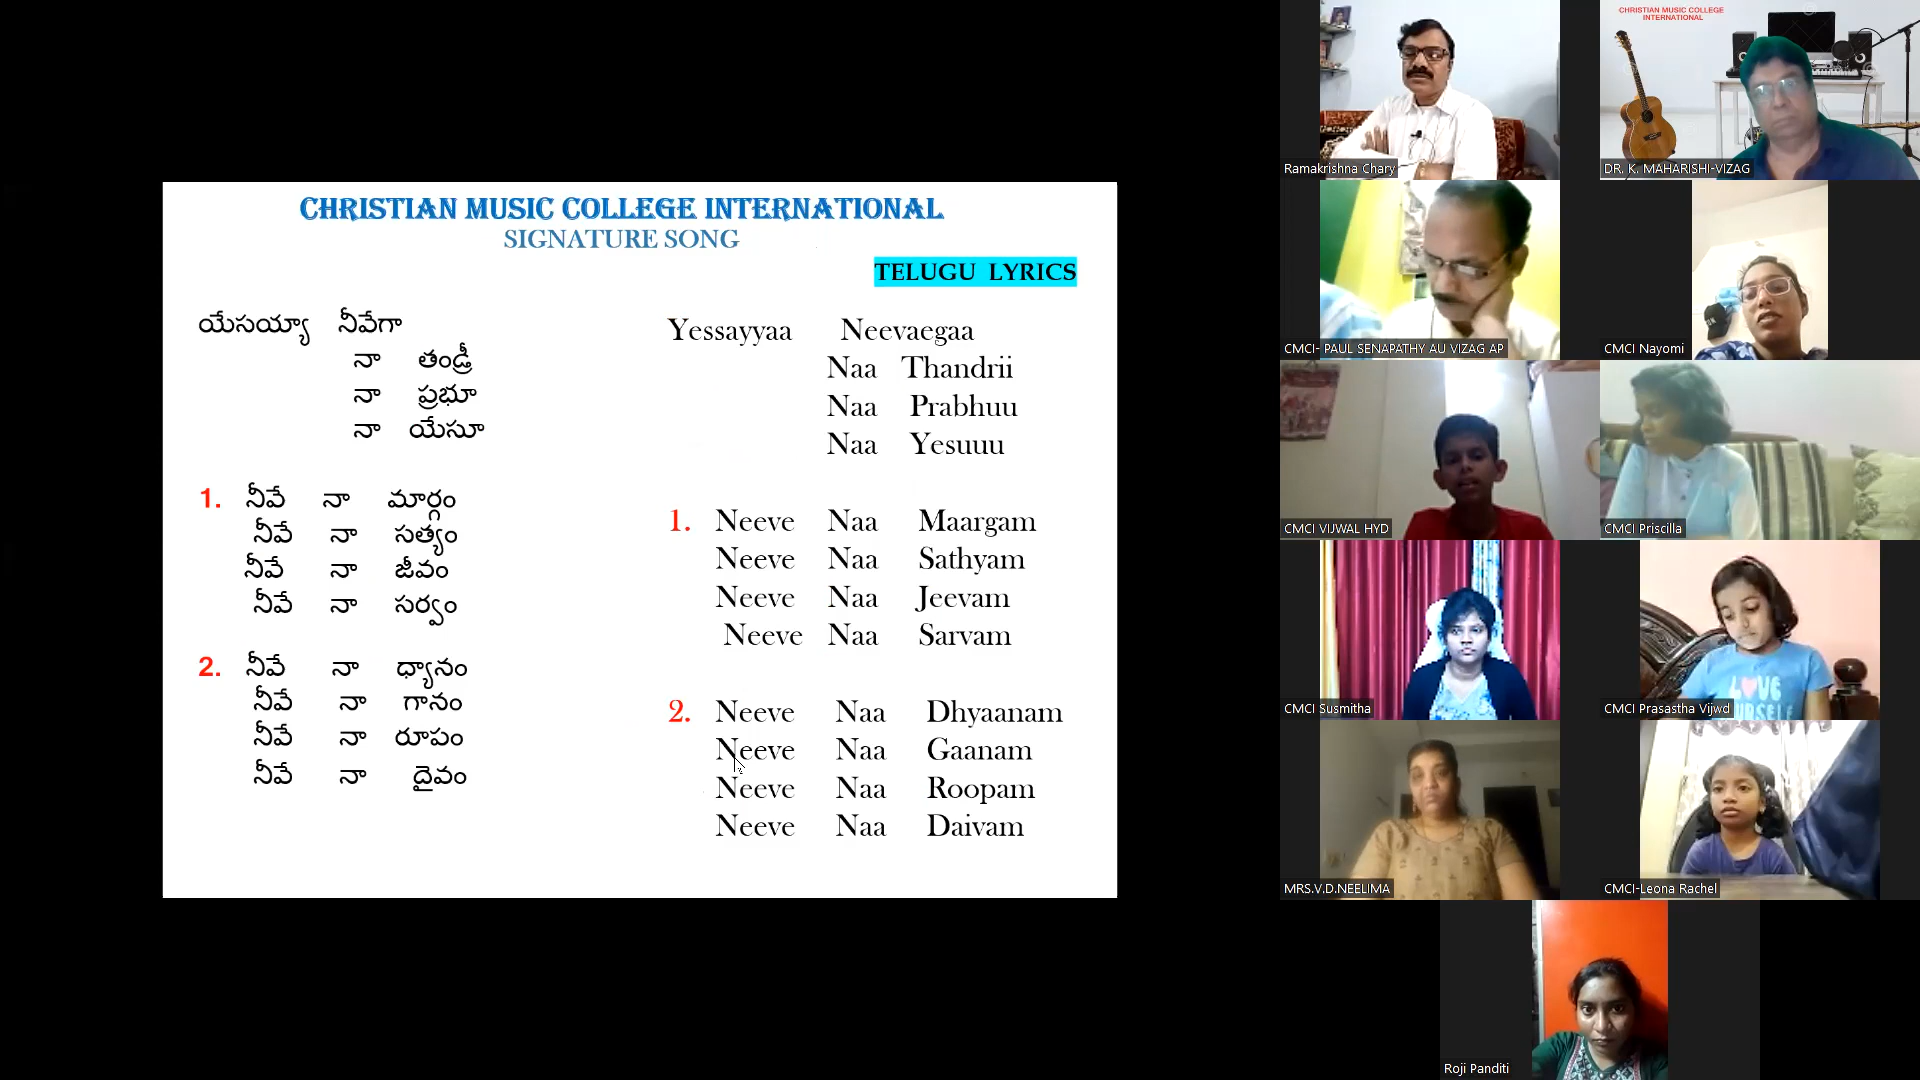 CHRISTIAN MUSIC COLLEGE INTERNATIONAL
SIGNATURE SONG
TELUGU LYRICS
యేసయ్యా నీవేగా
నా తండ్రీ
నా ప్రభూ
నా యేసూ
1. నీవే నా మార్గం
నీవే నా సత్యం
నీవే నా జీవం
నీవే నా సర్వం
2. నీవే నా ధ్యానం
నీవే నా గానం
నీవే నా రూపం
నీవే నా దైవం
Yessayyaa Neevaegaa
Naa Thandrii
Naa Prabhuu
Naa Yesuuu
1. Neeve Naa Maargam
Neeve Naa Sathyam
Neeve Naa Jeevam
Neeve Naa Sarvam
2. Neeve Naa Dhyaanam
Neeve Naa Gaanam
Neeve Naa Roopam
Neeve Naa Daivam
Ramakrishna Chary
CHRISTIAN MUSIC COLLEGE
INTERNATIONAL
DR. K. MAHARISHI-VIZAG
CMCI- PAUL SENAPATHY AU VIZAG AP
CMCI Nayomi
CMCI VIJWAL HYD
CMCI Priscilla
CMCI Susmitha
LOVE
CMCI Prasastha Vijwd
MRS.V.D.NEELIMA
CMCI-Leona Rachel
Roji Panditi